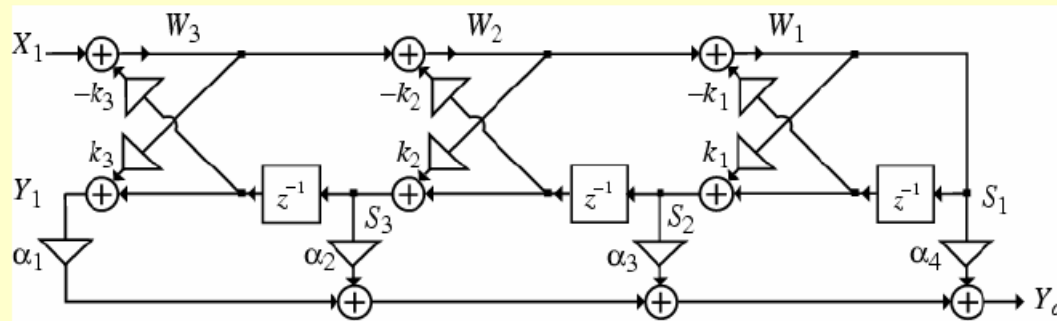 X₁ W₃ W₂ W₁
−k₃ −k₂ −k₁
k₃ k₂ k₁
Y₁ z⁻¹ z⁻¹ z⁻¹
S₃ S₂ S₁
α₁ α₂ α₃ α₄
Yₒ